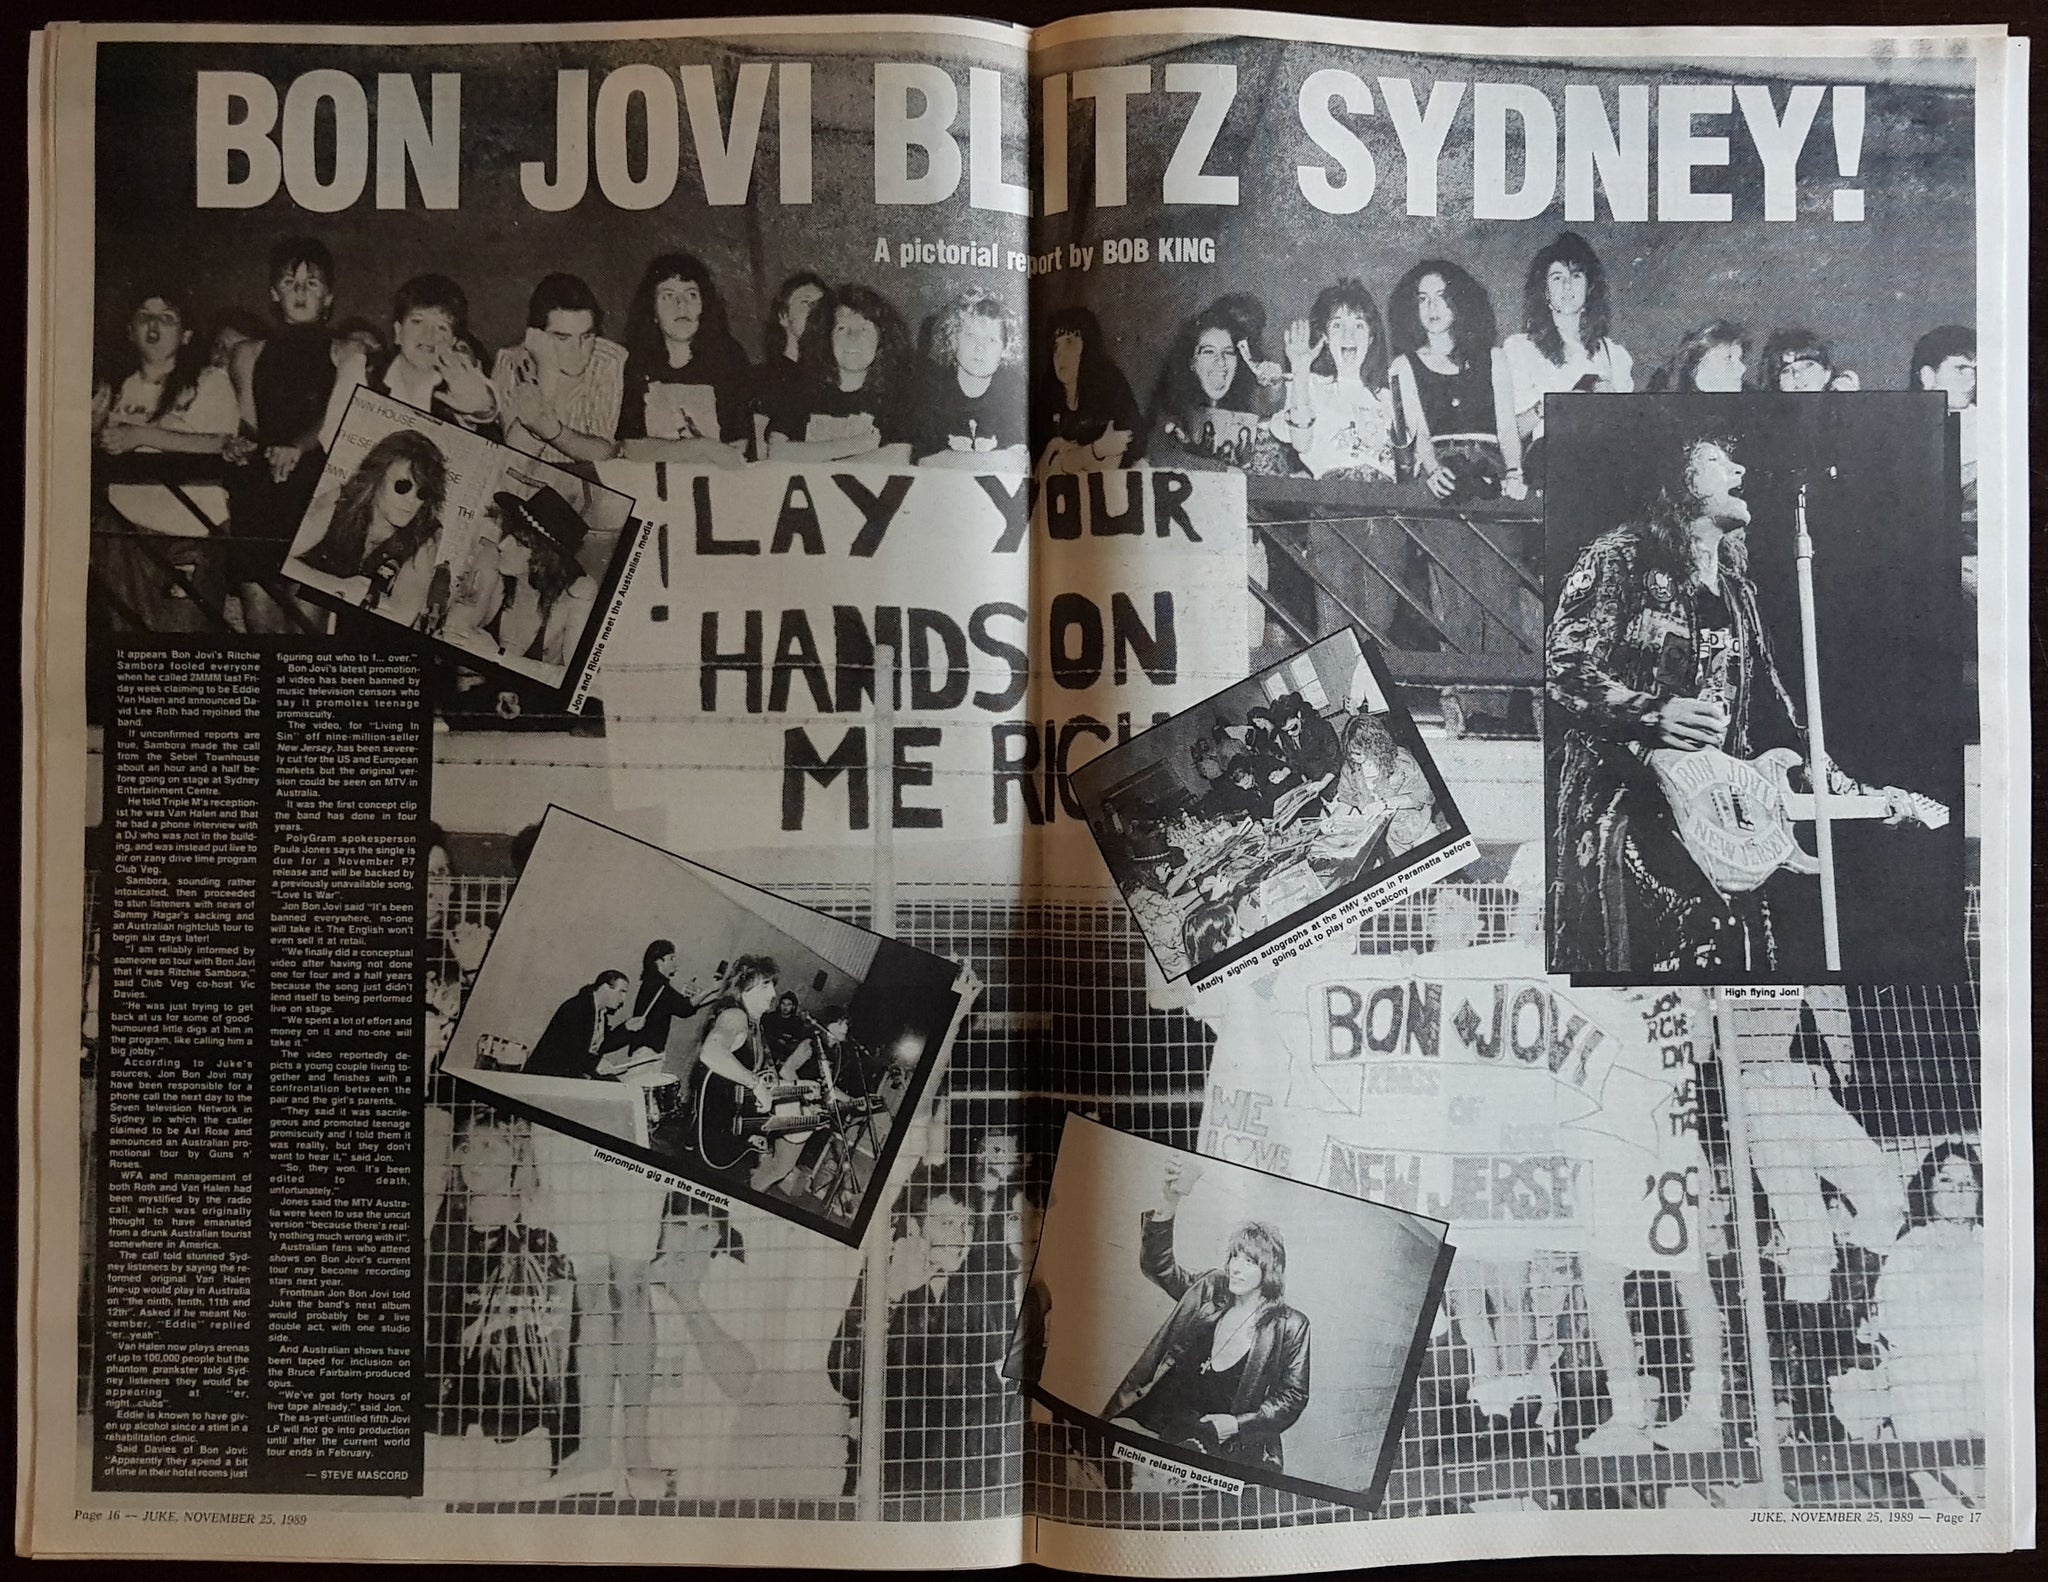 BON JOVI BLITZ SYDNEY!
A pictorial report by BOB KING
OWN HOUSE
THESE
OWN
SE
THI
Jon and Richie meet the Australian media
LAY YOUR
HANDS ON
ME RICH
It appears Bon Jovi's Ritchie
Sambora fooled everyone
when he called 2MMM last Fri-
day week claiming to be Eddie
Van Halen and announced Da-
vid Lee Roth had rejoined the
band.
If unconfirmed reports are
true, Sambora made the call
from the Sebel Townhouse
about an hour and a half be-
fore going on stage at Sydney
Entertainment Centre.
He told Triple M's reception-
ist he was Van Halen and that
he had a phone interview with
a DJ who was not in the build-
ing, and was instead put live to
air on zany drive time program
Club Veg.
Sambora, sounding rather
intoxicated, then proceeded
to stun listeners with news of
Sammy Hagar's sacking and
an Australian nightclub tour to
begin six days later!
"I am reliably informed by
someone on tour with Bon Jovi
that it was Ritchie Sambora,"
said Club Veg co-host Vic
Davies.
"He was just trying to get
back at us for some of good-
humoured little digs at him in
the program, like calling him a
big jobby."
According to Juke's
sources, Jon Bon Jovi may
have been responsible for a
phone call the next day to the
Seven television Network in
Sydney in which the caller
claimed to be Axl Rose and
announced an Australian pro-
motional tour by Guns n'
Roses.
WFA and management of
both Roth and Van Halen had
been mystified by the radio
call, which was originally
thought to have emanated
from a drunk Australian tourist
somewhere in America.
The call told stunned Syd-
ney listeners by saying the re-
formed original Van Halen
line-up would play in Australia
on "the ninth, tenth, 11th and
12th". Asked if he meant No-
vember, "Eddie" replied
"er...yeah".
Van Halen now plays arenas
of up to 100,000 people but the
phantom prankster told Syd-
ney listeners they would be
appearing at "er,
night...clubs".
Eddie is known to have giv-
en up alcohol since a stint in a
rehabilitation clinic.
Said Davies of Bon Jovi:
"Apparently they spend a bit
of time in their hotel rooms just
figuring out who to f... over."
Bon Jovi's latest promotion-
al video has been banned by
music television censors who
say it promotes teenage
promiscuity.
The video, for "Living In
Sin" off nine-million-seller
New Jersey, has been severe-
ly cut for the US and European
markets but the original ver-
sion could be seen on MTV in
Australia.
It was the first concept clip
the band has done in four
years.
PolyGram spokesperson
Paula Jones says the single is
due for a November P7
release and will be backed by
a previously unavailable song,
"Love Is War".
Jon Bon Jovi said "It's been
banned everywhere, no-one
will take it. The English won't
even sell it at retail.
"We finally did a conceptual
video after having not done
one for four and a half years
because the song just didn't
lend itself to being performed
live on stage.
"We spent a lot of effort and
money on it and no-one will
take it."
The video reportedly de-
picts a young couple living to-
gether and finishes with a
confrontation between the
pair and the girl's parents.
"They said it was sacrile-
geous and promoted teenage
promiscuity and I told them it
was reality, but they don't
want to hear it," said Jon.
"So, they won. It's been
edited to death,
unfortunately."
Jones said the MTV Austra-
lia were keen to use the uncut
version "because there's real-
ly nothing much wrong with it".
Australian fans who attend
shows on Bon Jovi's current
tour may become recording
stars next year.
Frontman Jon Bon Jovi told
Juke the band's next album
would probably be a live
double act, with one studio
side.
And Australian shows have
been taped for inclusion on
the Bruce Fairbairn-produced
opus.
"We've got forty hours of
live tape already," said Jon.
The as-yet-untitled fifth Jovi
LP will not go into production
until after the current world
tour ends in February.
— STEVE MASCORD
Impromptu gig at the carpark
Madly signing autographs at the HMV store in Paramatta before
going out to play on the balcony
BON JOVI
NEW JERSEY
High flying Jon!
BON JOVI
KINGS
OF
ROCK
NEW JERSEY
WE
LOVE
'89
Richie relaxing backstage
Page 16 — JUKE, NOVEMBER 25, 1989
JUKE, NOVEMBER 25, 1989 — Page 17